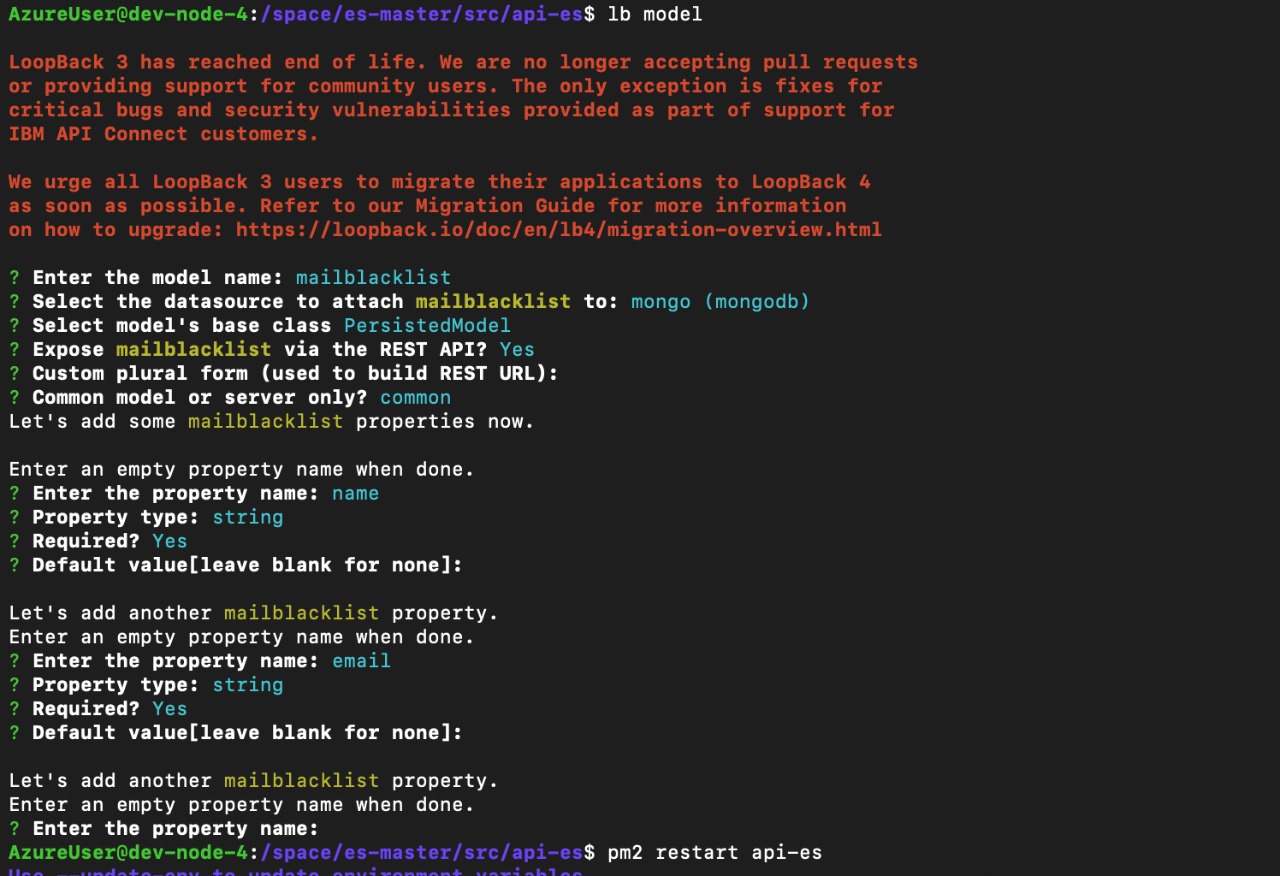 AzureUser@dev-node-4:/space/es-master/src/api-es$ lb model
LoopBack 3 has reached end of life. We are no longer accepting pull requests
or providing support for community users. The only exception is fixes for
critical bugs and security vulnerabilities provided as part of support for
IBM API Connect customers.
We urge all LoopBack 3 users to migrate their applications to LoopBack 4
as soon as possible. Refer to our Migration Guide for more information
on how to upgrade: https://loopback.io/doc/en/lb4/migration-overview.html
? Enter the model name: mailblacklist
? Select the datasource to attach mailblacklist to: mongo (mongodb)
? Select model's base class PersistedModel
? Expose mailblacklist via the REST API? Yes
? Custom plural form (used to build REST URL):
? Common model or server only? common
Let's add some mailblacklist properties now.
Enter an empty property name when done.
? Enter the property name: name
? Property type: string
? Required? Yes
? Default value[leave blank for none]:
Let's add another mailblacklist property.
Enter an empty property name when done.
? Enter the property name: email
? Property type: string
? Required? Yes
? Default value[leave blank for none]:
Let's add another mailblacklist property.
Enter an empty property name when done.
? Enter the property name:
AzureUser@dev-node-4:/space/es-master/src/api-es$ pm2 restart api-es
Use --update-env to update environment variables